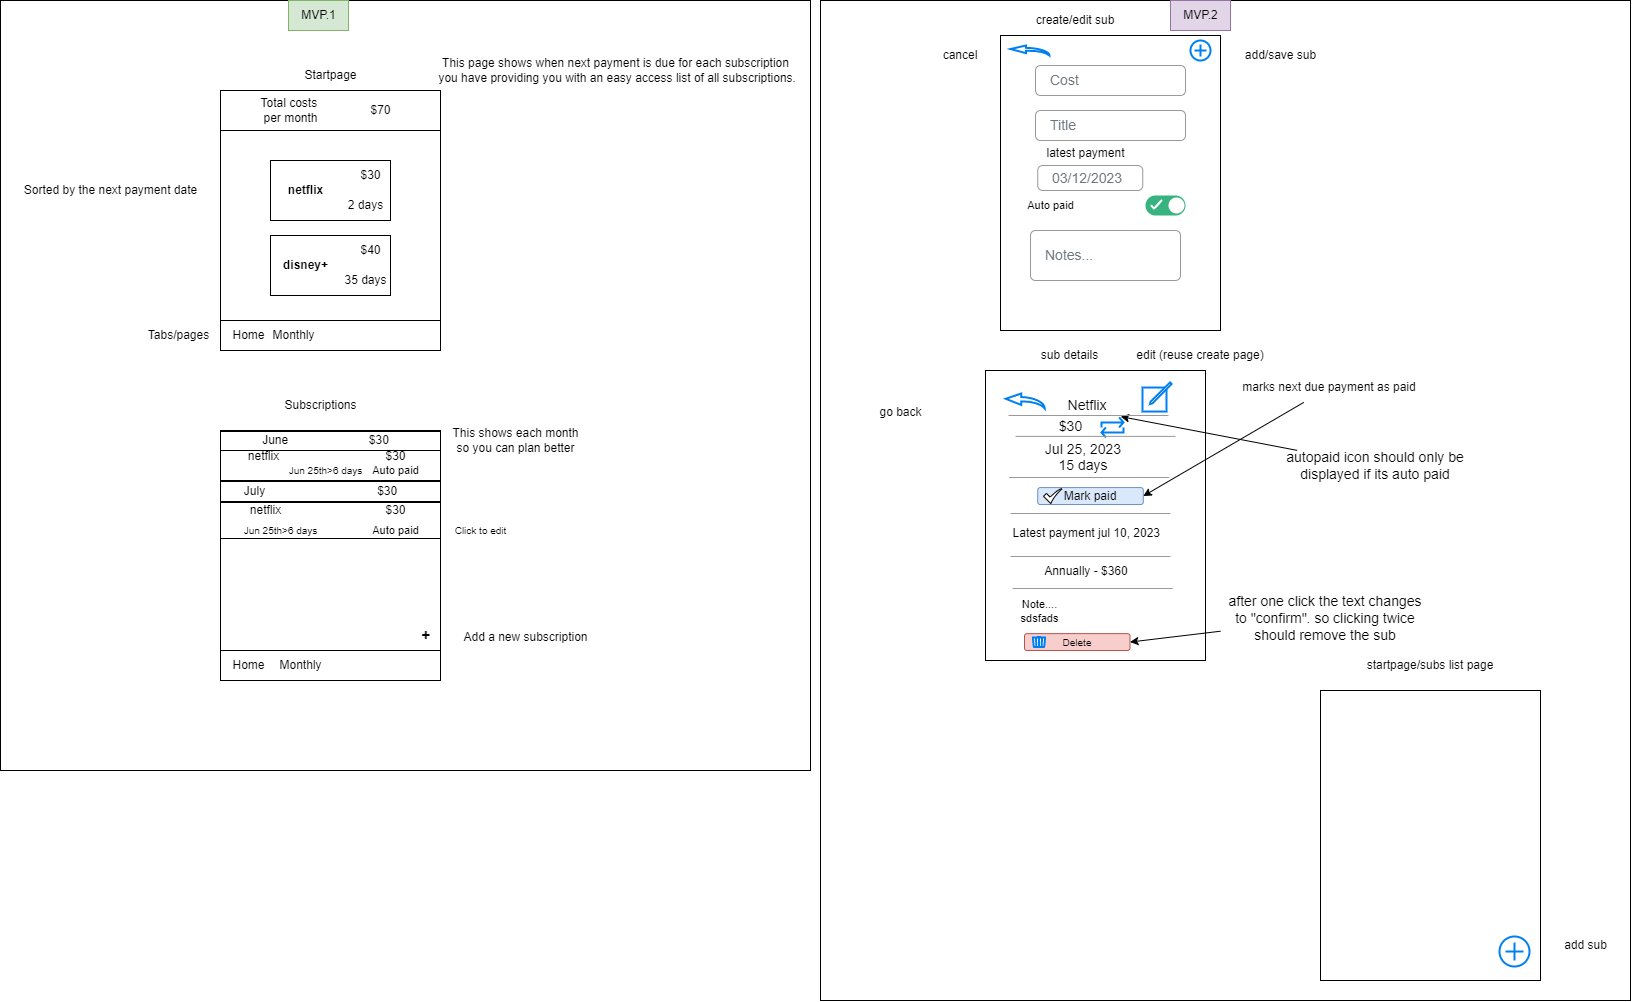 MVP.1
This page shows when next payment is due for each subscription
you have providing you with an easy access list of all subscriptions.
Startpage
Total costs
per month
$70
Sorted by the next payment date
$30
netflix
2 days
$40
disney+
35 days
Tabs/pages
Home Monthly
Subscriptions
This shows each month
so you can plan better
June $30
netflix $30
Jun 25th>6 days Auto paid
July $30
netflix $30
Jun 25th>6 days Auto paid
Click to edit
+
Add a new subscription
Home Monthly
MVP.2
create/edit sub
cancel
add/save sub
Cost
Title
latest payment
03/12/2023
Auto paid
Notes...
sub details
edit (reuse create page)
marks next due payment as paid
go back
Netflix
$30
autopaid icon should only be
displayed if its auto paid
Jul 25, 2023
15 days
Mark paid
Latest payment jul 10, 2023
Annually - $360
Note....
sdsfads
Delete
after one click the text changes
to "confirm". so clicking twice
should remove the sub
startpage/subs list page
add sub